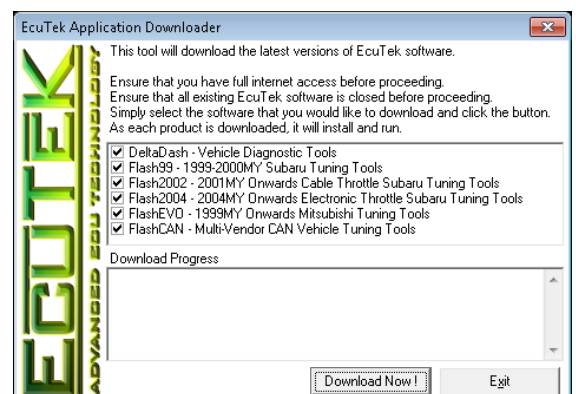 EcuTek Application Downloader
ECUTEK
ADVANCED ECU TECHNOLOGY
This tool will download the latest versions of EcuTek software.
Ensure that you have full internet access before proceeding.
Ensure that all existing EcuTek software is closed before proceeding.
Simply select the software that you would like to download and click the button.
As each product is downloaded, it will install and run.
DeltaDash - Vehicle Diagnostic Tools
Flash99 - 1999-2000MY Subaru Tuning Tools
Flash2002 - 2001MY Onwards Cable Throttle Subaru Tuning Tools
Flash2004 - 2004MY Onwards Electronic Throttle Subaru Tuning Tools
FlashEVO - 1999MY Onwards Mitsubishi Tuning Tools
FlashCAN - Multi-Vendor CAN Vehicle Tuning Tools
Download Progress
Download Now !
Exit